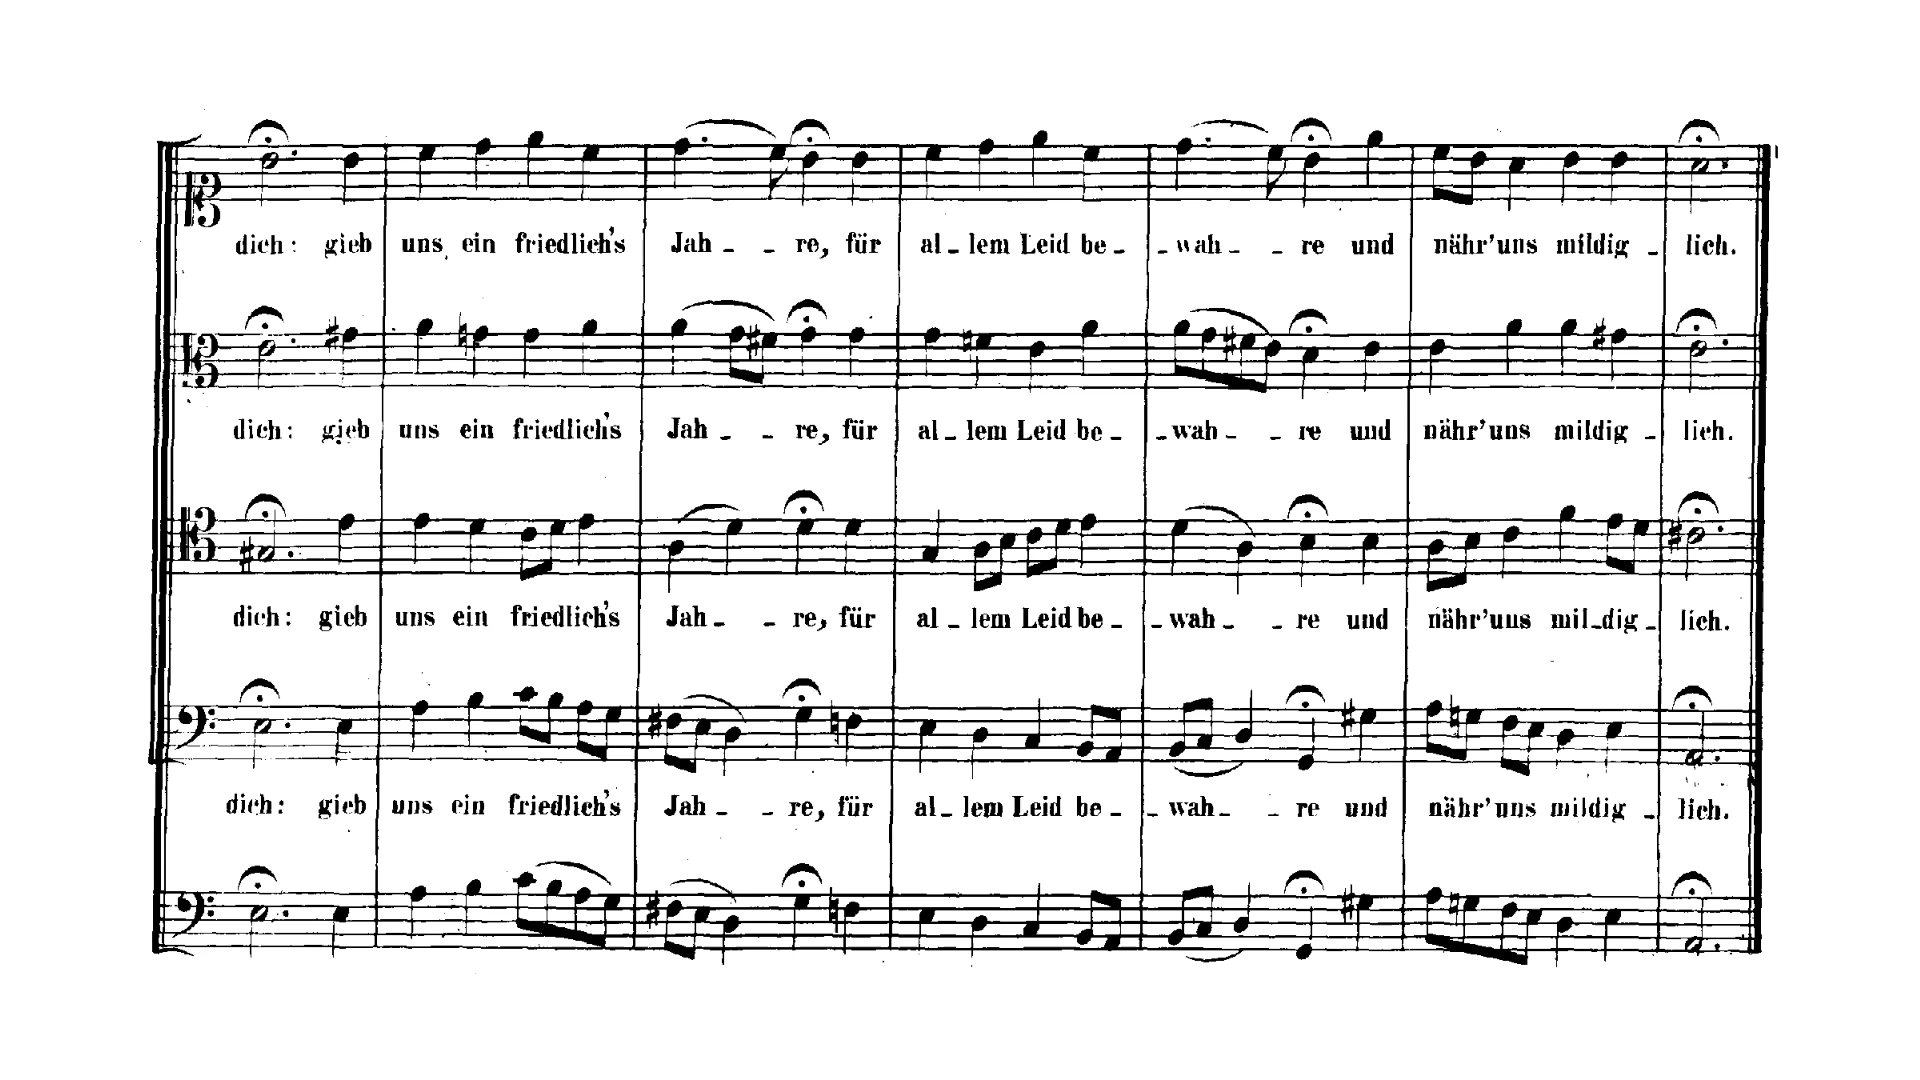 dich: gieb uns ein friedlich's Jah - - re, für al - lem Leid be - - wah - - re und nähr' uns mildig - lich.
dich: gieb uns ein friedlich's Jah - - re, für al - lem Leid be - - wah - - re und nähr' uns mildig - lich.
dich: gieb uns ein friedlich's Jah - - re, für al - lem Leid be - - wah - - re und nähr' uns mil - dig - lich.
dich: gieb uns ein friedlich's Jah - - re, für al - lem Leid be - - wah - - re und nähr' uns mildig - lich.